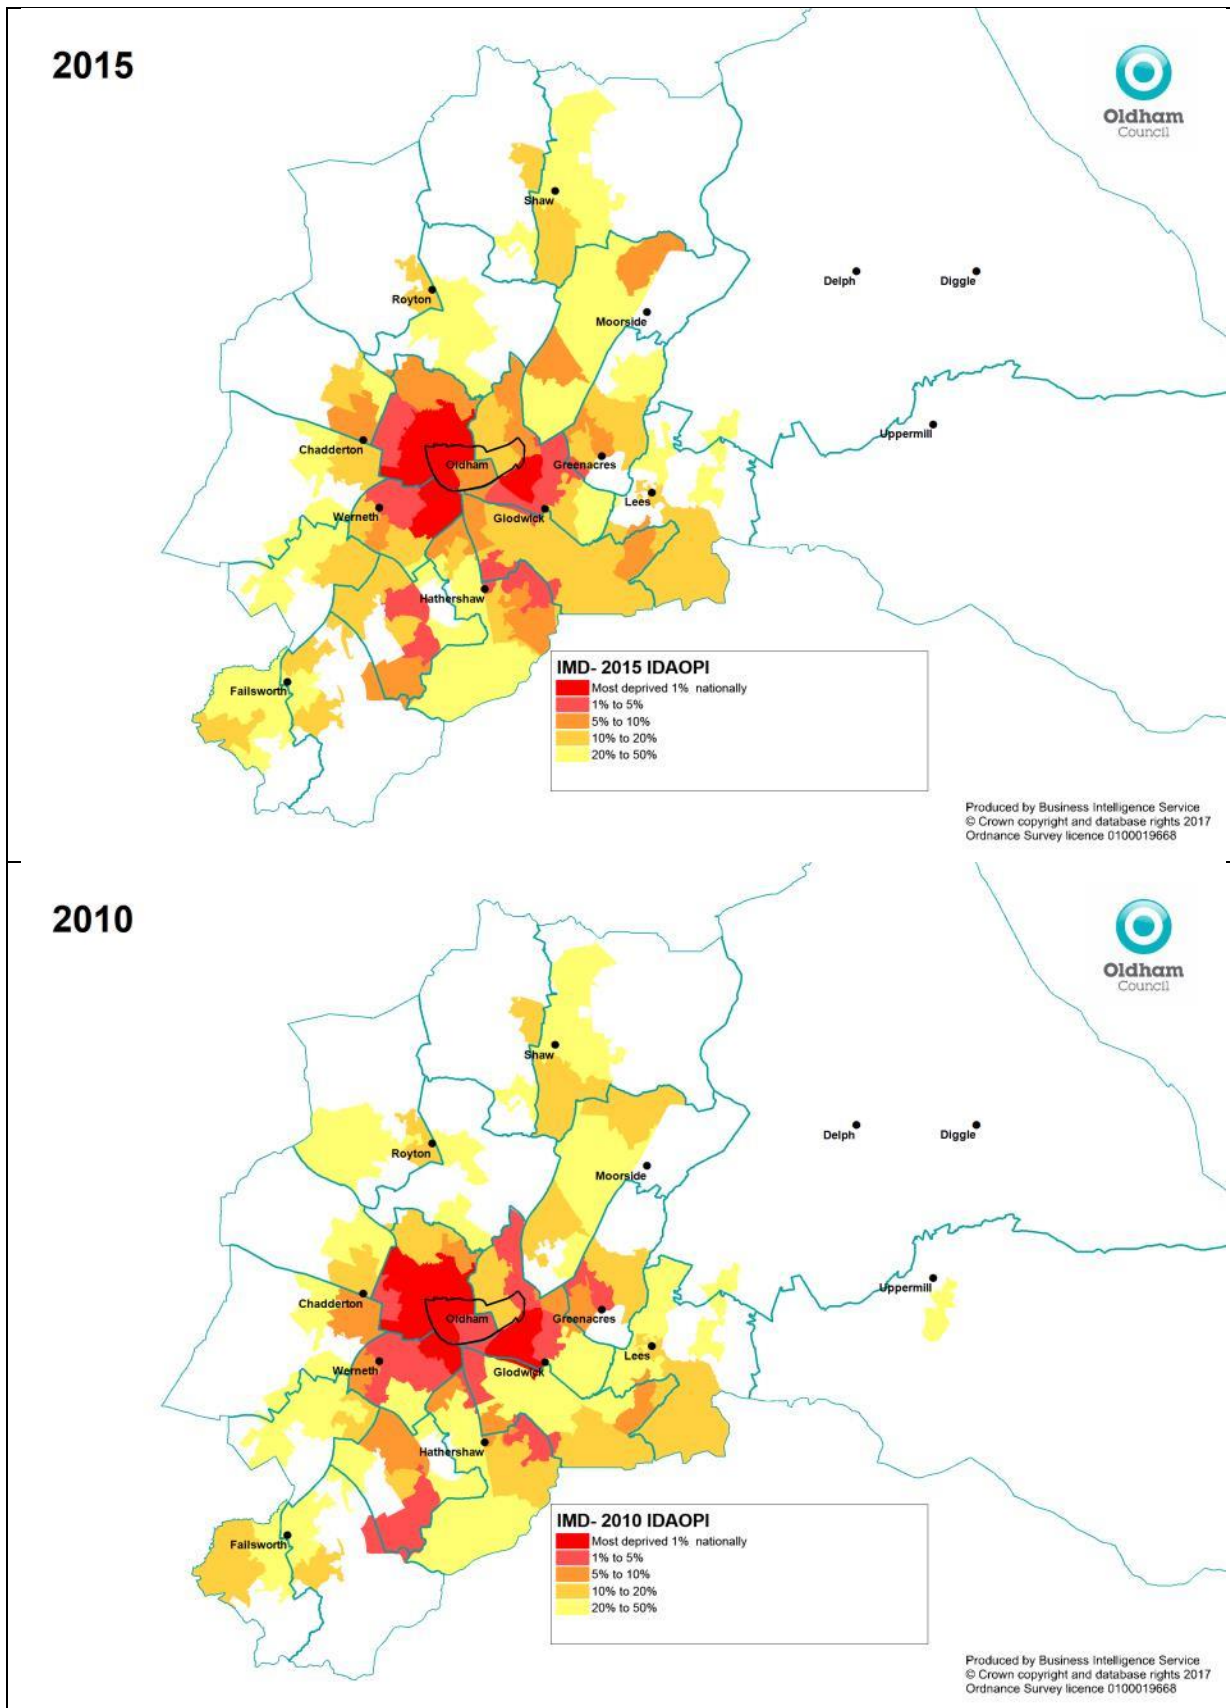 2015
Oldham
Council
Shaw
Delph
Diggle
Royton
Moorside
Uppermill
Chadderton
Oldham
Greenacres
Lees
Werneth
Glodwick
Hathershaw
Failsworth
IMD- 2015 IDAOPI
Most deprived 1% nationally
1% to 5%
5% to 10%
10% to 20%
20% to 50%
Produced by Business Intelligence Service
© Crown copyright and database rights 2017
Ordnance Survey licence 0100019668
2010
Oldham
Council
Shaw
Delph
Diggle
Royton
Moorside
Uppermill
Chadderton
Oldham
Greenacres
Lees
Werneth
Glodwick
Hathershaw
Failsworth
IMD- 2010 IDAOPI
Most deprived 1% nationally
1% to 5%
5% to 10%
10% to 20%
20% to 50%
Produced by Business Intelligence Service
© Crown copyright and database rights 2017
Ordnance Survey licence 0100019668